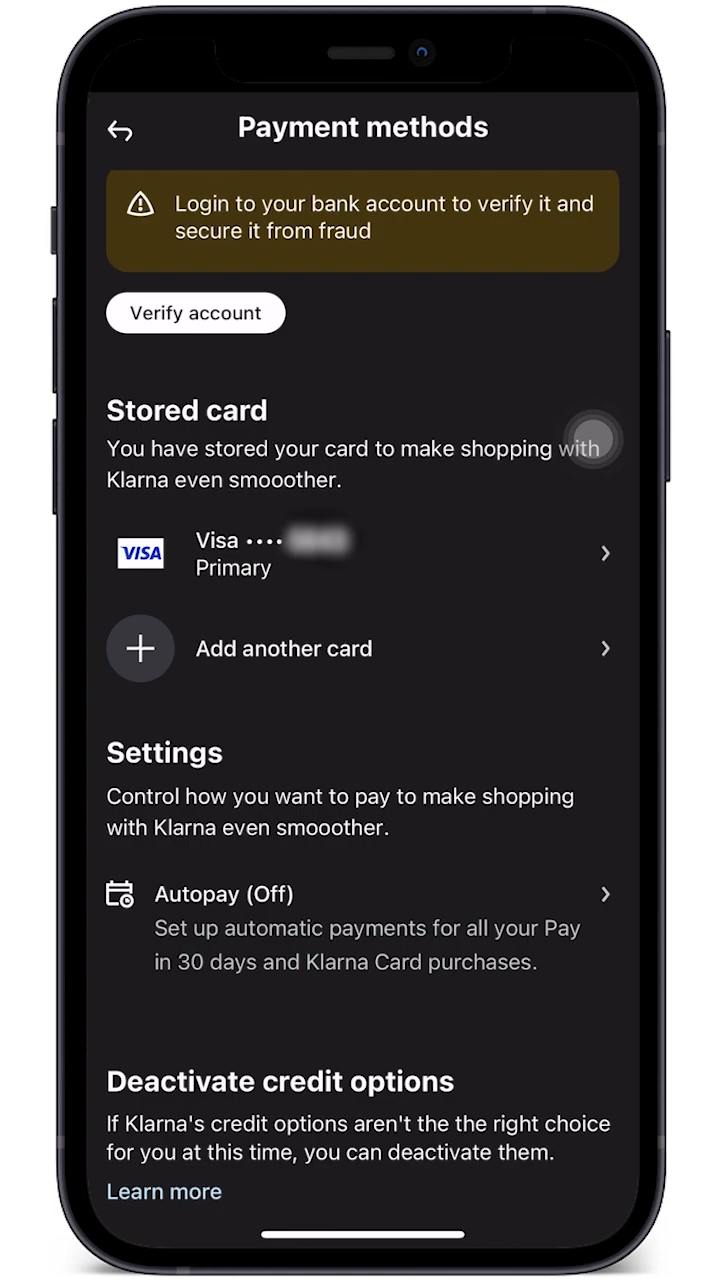 Payment methods
Login to your bank account to verify it and
secure it from fraud
Verify account
Stored card
You have stored your card to make shopping with
Klarna even smooother.
VISA
Visa ••••
Primary
Add another card
Settings
Control how you want to pay to make shopping
with Klarna even smooother.
Autopay (Off)
Set up automatic payments for all your Pay
in 30 days and Klarna Card purchases.
Deactivate credit options
If Klarna's credit options aren't the the right choice
for you at this time, you can deactivate them.
Learn more